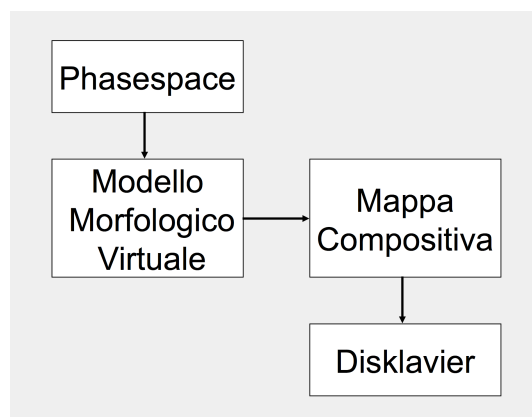 Phasespace
Modello
Morfologico
Virtuale
Mappa
Compositiva
Disklavier